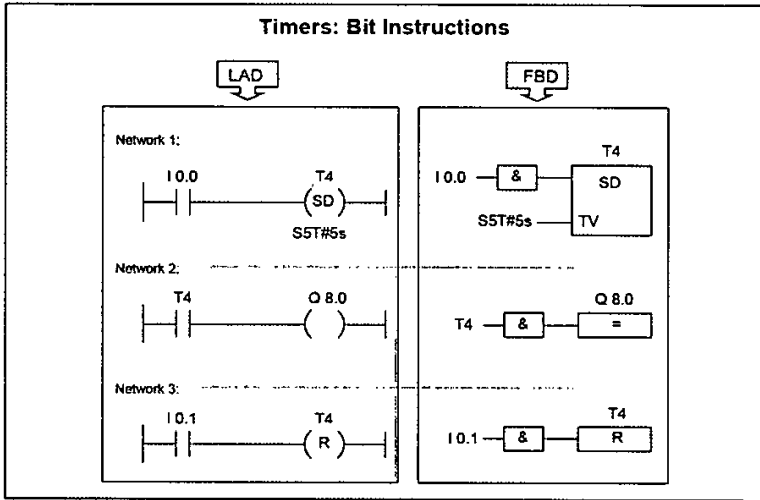 Timers: Bit Instructions
LAD
FBD
Network 1:
I 0.0
T4
SD
S5T#5s
Network 2:
T4
Q 8.0
Network 3:
I 0.1
T4
R
T4
I 0.0
&
SD
S5T#5s
TV
Q 8.0
T4
&
=
T4
I 0.1
&
R